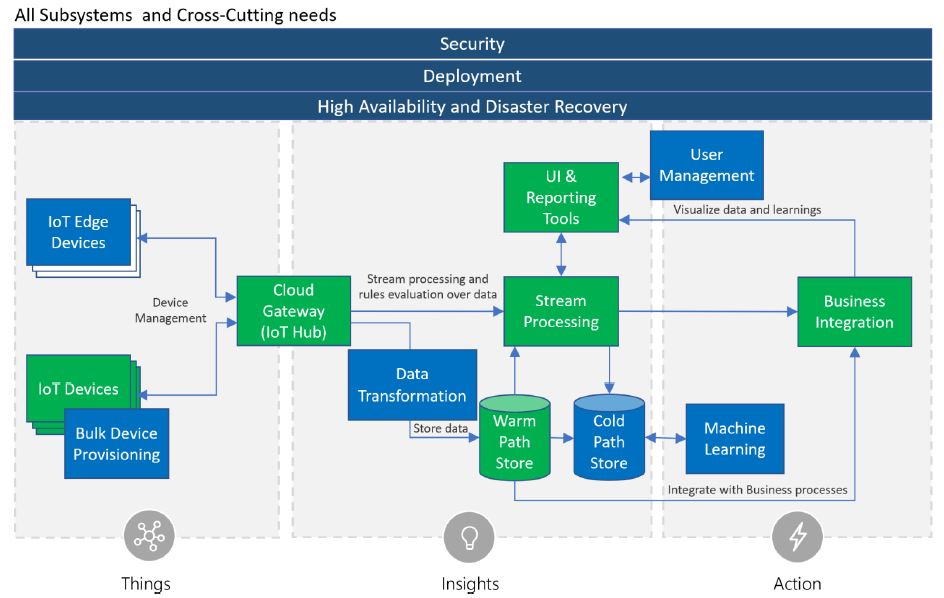 All Subsystems and Cross-Cutting needs
Security
Deployment
High Availability and Disaster Recovery
IoT Edge
Devices
Device
Management
IoT Devices
Bulk Device
Provisioning
Cloud
Gateway
(IoT Hub)
Stream processing and
rules evaluation over data
Data
Transformation
Store data
UI &
Reporting
Tools
Stream
Processing
Warm
Path
Store
Cold
Path
Store
User
Management
Visualize data and learnings
Business
Integration
Machine
Learning
Integrate with Business processes
Things
Insights
Action